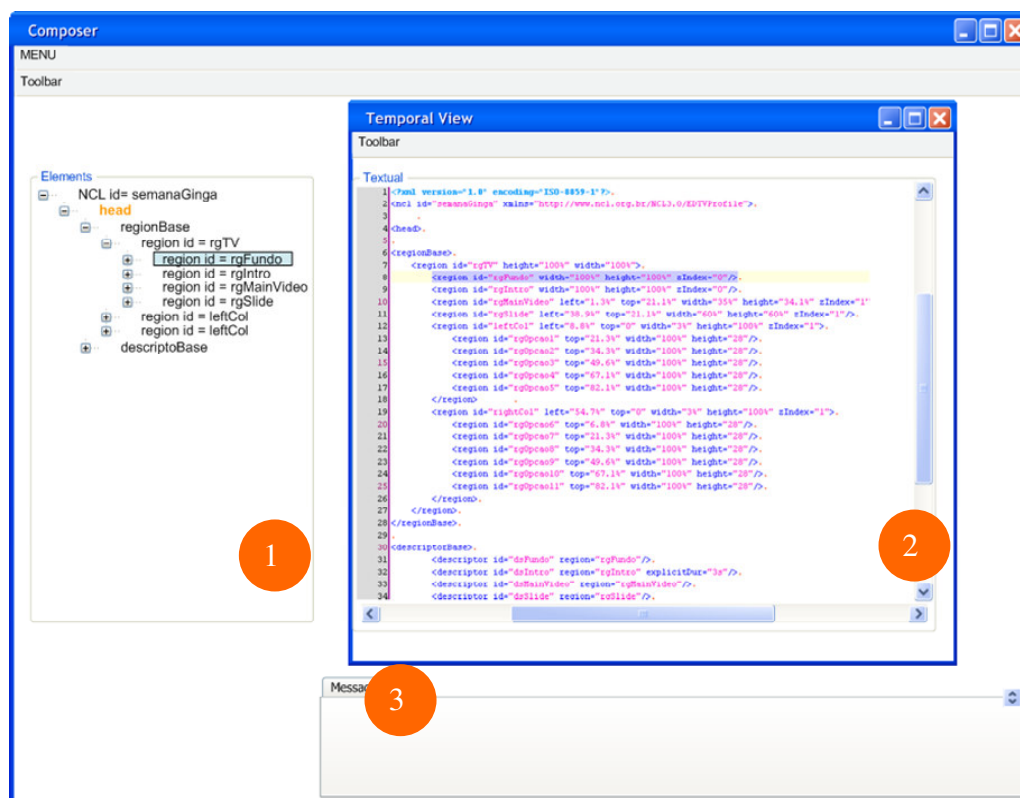 Composer
MENU
Toolbar
Elements
NCL id= semanaGinga
head
regionBase
region id = rgTV
region id = rgFundo
region id = rgIntro
region id = rgMainVideo
region id = rgSlide
region id = leftCol
region id = leftCol
descriptoBase
1
Temporal View
Toolbar
Textual
1 <?xml version="1.0" encoding="ISO-8859-1"?>.
2 <ncl id="semanaGinga" xmlns="http://www.ncl.org.br/NCL3.0/EDTVProfile">.
3 .
4 <head>.
5 .
6 <regionBase>.
7 <region id="rgTV" height="100%" width="100%">.
8 <region id="rgFundo" width="100%" height="100%" zIndex="0"/>.
9 <region id="rgIntro" width="100%" height="100%" zIndex="0"/>.
10 <region id="rgMainVideo" left="1.3%" top="21.1%" width="35%" height="34.1%" zIndex="1"
11 <region id="rgSlide" left="38.9%" top="21.1%" width="60%" height="60%" zIndex="1"/>.
12 <region id="leftCol" left="8.8%" top="0" width="3%" height="100%" zIndex="1">.
13 <region id="rgOpcao1" top="21.3%" width="100%" height="28"/>.
14 <region id="rgOpcao2" top="34.3%" width="100%" height="28"/>.
15 <region id="rgOpcao3" top="49.6%" width="100%" height="28"/>.
16 <region id="rgOpcao4" top="67.1%" width="100%" height="28"/>.
17 <region id="rgOpcao5" top="82.1%" width="100%" height="28"/>.
18 </region> .
19 <region id="rightCol" left="54.7%" top="0" width="3%" height="100%" zIndex="1">.
20 <region id="rgOpcao6" top="6.8%" width="100%" height="28"/>.
21 <region id="rgOpcao7" top="21.3%" width="100%" height="28"/>.
22 <region id="rgOpcao8" top="34.3%" width="100%" height="28"/>.
23 <region id="rgOpcao9" top="49.6%" width="100%" height="28"/>.
24 <region id="rgOpcao10" top="67.1%" width="100%" height="28"/>.
25 <region id="rgOpcao11" top="82.1%" width="100%" height="28"/>.
26 </region>.
27 </region>.
28 </regionBase>.
29 .
30 <descriptorBase>.
31 <descriptor id="dsFundo" region="rgFundo"/>.
32 <descriptor id="dsIntro" region="rgIntro" explicitDur="3s"/>.
33 <descriptor id="dsMainVideo" region="rgMainVideo"/>.
34 <descriptor id="dsSlide" region="rgSlide"/>.
2
Messa
3